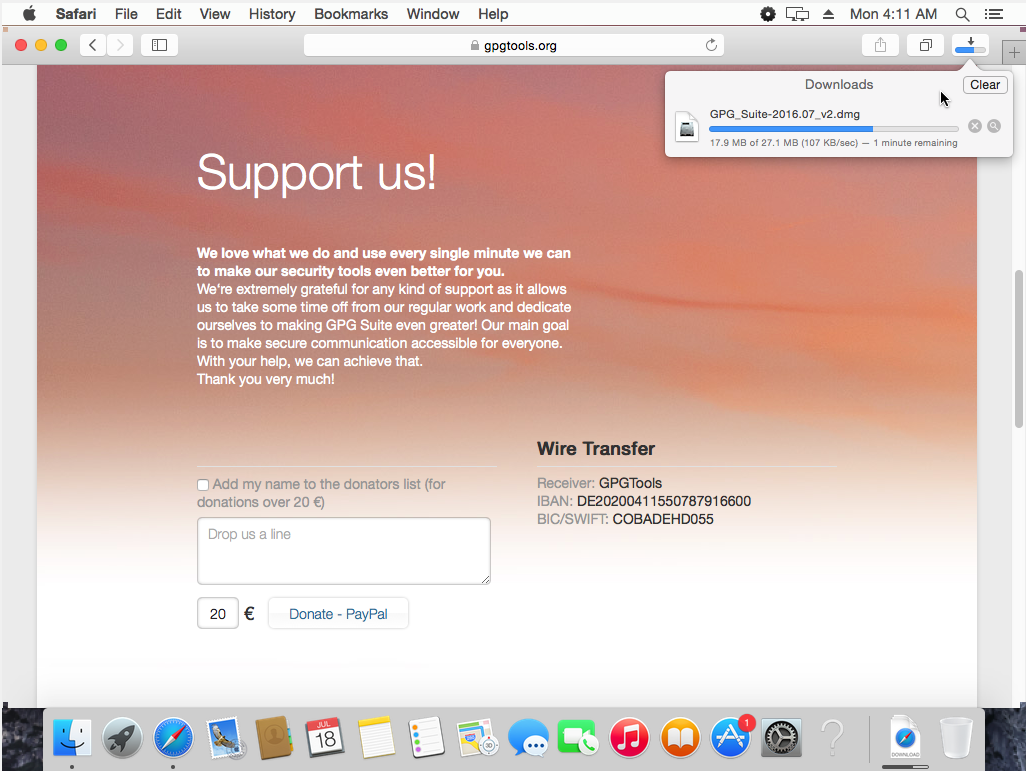 Safari File Edit View History Bookmarks Window Help Mon 4:11 AM
gpgtools.org
Downloads
Clear
GPG_Suite-2016.07_v2.dmg
17.9 MB of 27.1 MB (107 KB/sec) — 1 minute remaining
Support us!
We love what we do and use every single minute we can
to make our security tools even better for you.
We're extremely grateful for any kind of support as it allows
us to take some time off from our regular work and dedicate
ourselves to making GPG Suite even greater! Our main goal
is to make secure communication accessible for everyone.
With your help, we can achieve that.
Thank you very much!
Add my name to the donators list (for
donations over 20 €)
Drop us a line
20 €
Donate - PayPal
Wire Transfer
Receiver: GPGTools
IBAN: DE20200411550787916600
BIC/SWIFT: COBADEHD055
JUL
18
1
DOWNLOAD